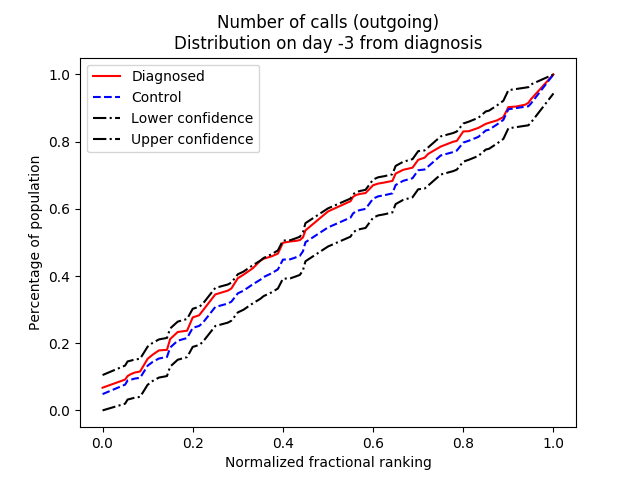 Number of calls (outgoing)
Distribution on day -3 from diagnosis
Diagnosed
Control
Lower confidence
Upper confidence
Percentage of population
1.0
0.8
0.6
0.4
0.2
0.0
0.0 0.2 0.4 0.6 0.8 1.0
Normalized fractional ranking